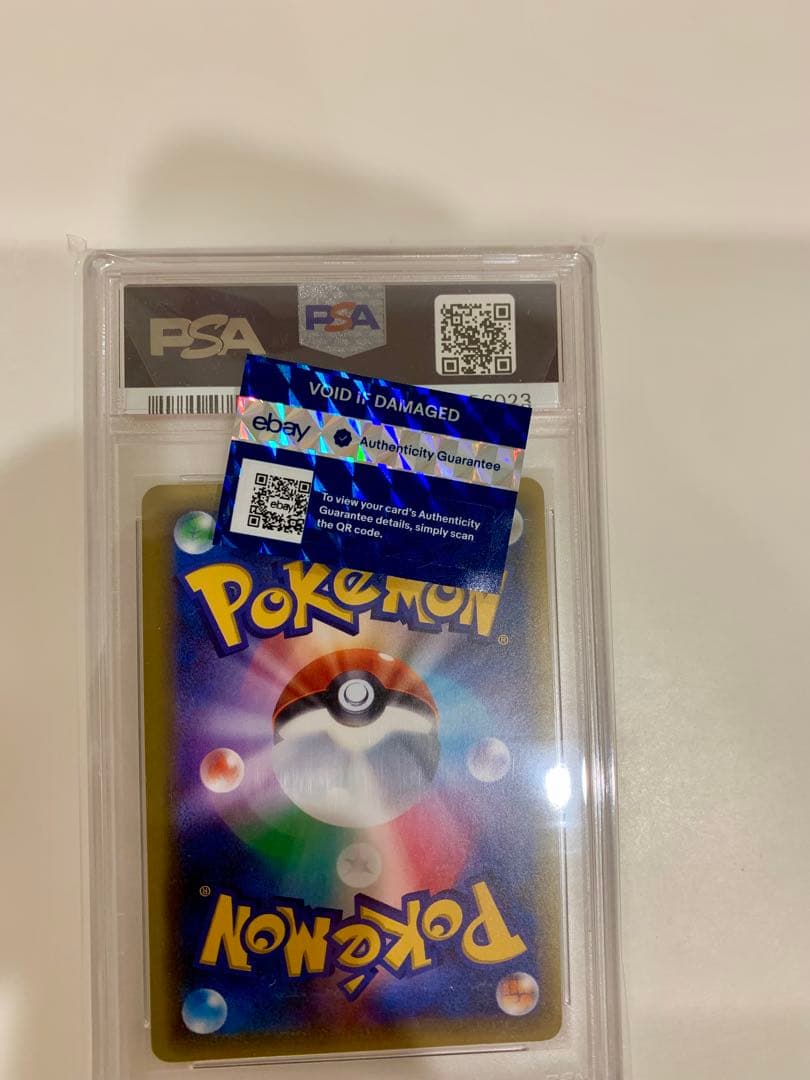 PSA
PSA
VOID IF DAMAGED
6023
ebay Authenticity Guarantee
ebay
To view your card's Authenticity
Guarantee details, simply scan
the QR code.
POKéMON
®
®
POKéMON